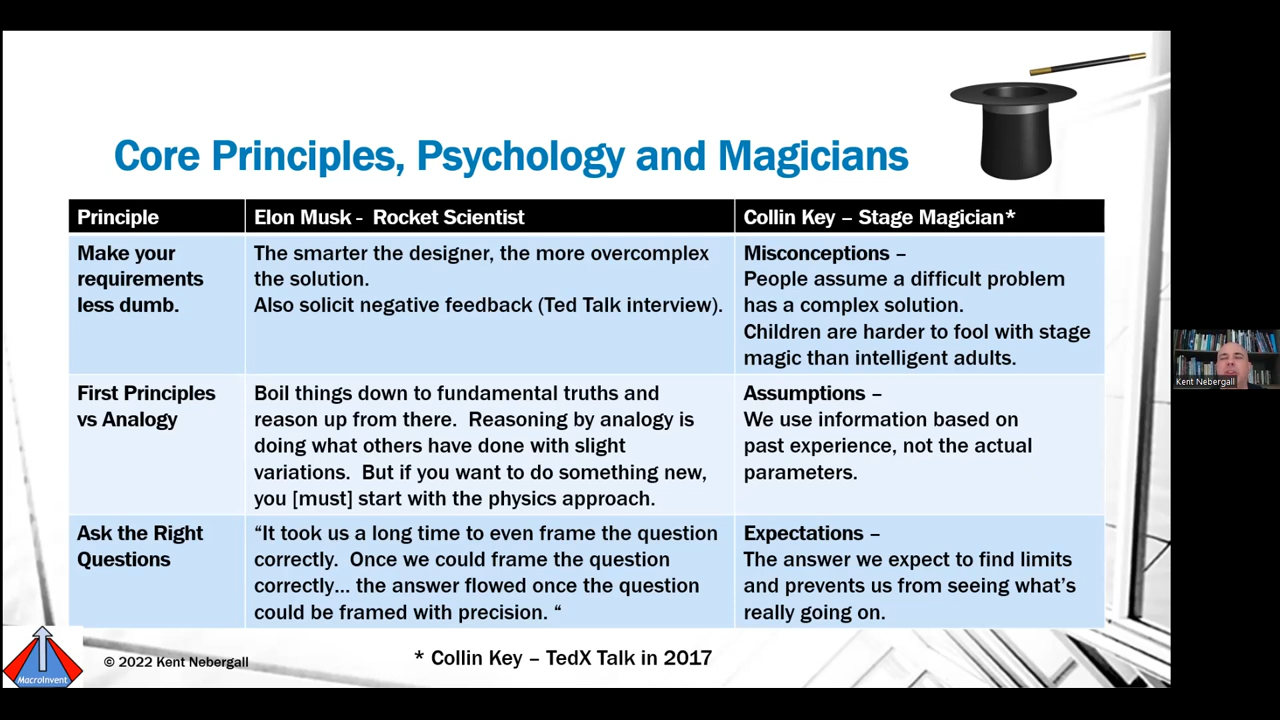 Core Principles, Psychology and Magicians
Principle
Elon Musk - Rocket Scientist
Collin Key – Stage Magician*
Make your
requirements
less dumb.
The smarter the designer, the more overcomplex
the solution.
Also solicit negative feedback (Ted Talk interview).
Misconceptions –
People assume a difficult problem
has a complex solution.
Children are harder to fool with stage
magic than intelligent adults.
First Principles
vs Analogy
Boil things down to fundamental truths and
reason up from there. Reasoning by analogy is
doing what others have done with slight
variations. But if you want to do something new,
you [must] start with the physics approach.
Assumptions –
We use information based on
past experience, not the actual
parameters.
Ask the Right
Questions
“It took us a long time to even frame the question
correctly. Once we could frame the question
correctly... the answer flowed once the question
could be framed with precision. “
Expectations –
The answer we expect to find limits
and prevents us from seeing what’s
really going on.
MacroInvent
© 2022 Kent Nebergall
* Collin Key – TedX Talk in 2017
Kent Nebergall